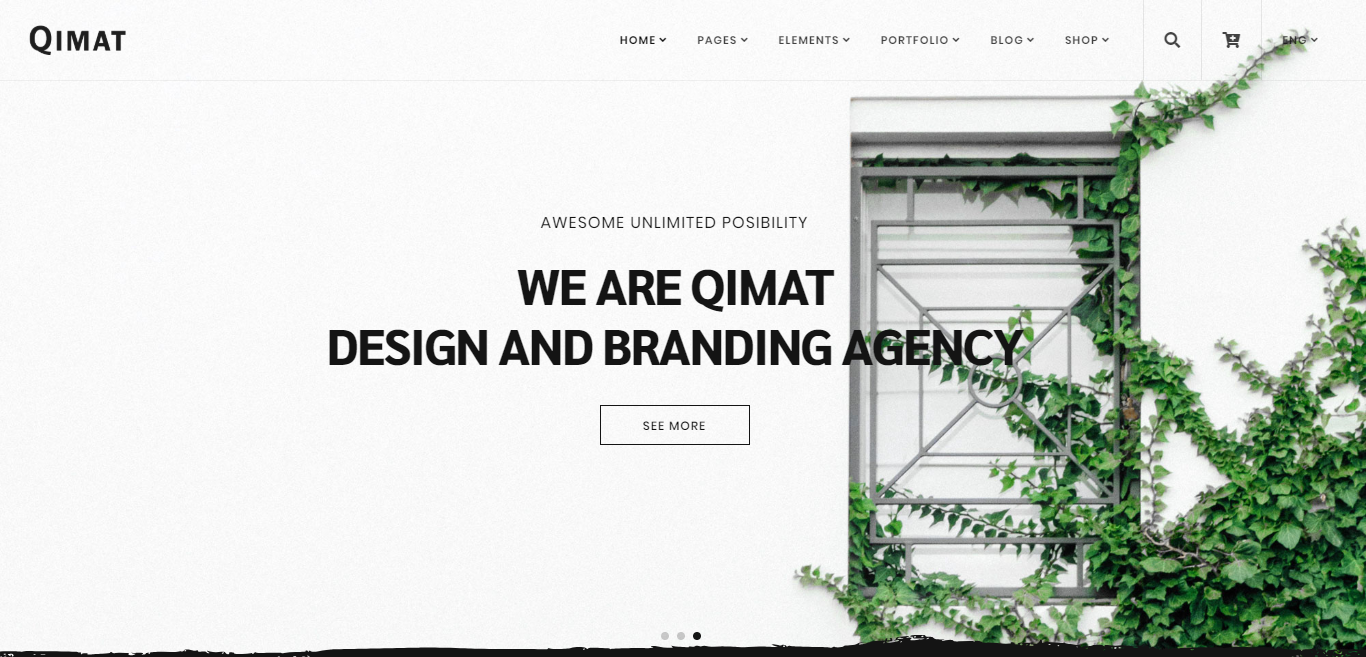 QIMAT
HOME PAGES ELEMENTS PORTFOLIO BLOG SHOP ENG
AWESOME UNLIMITED POSIBILITY
WE ARE QIMAT
DESIGN AND BRANDING AGENCY
SEE MORE